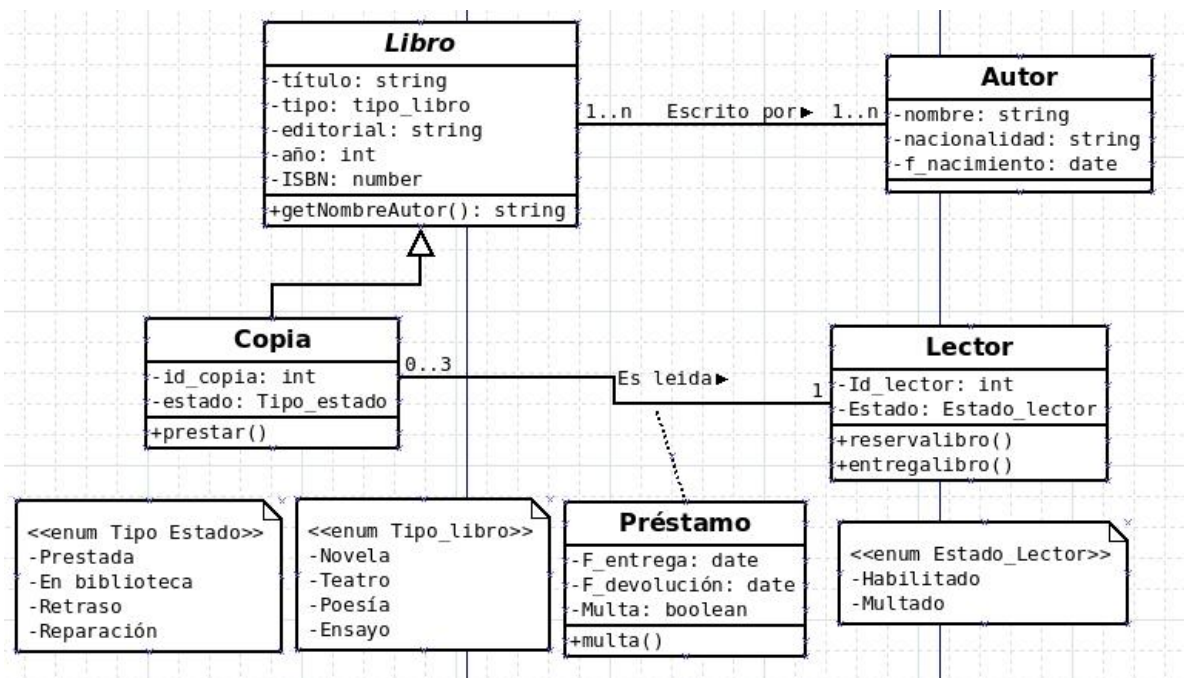 Libro
-título: string
-tipo: tipo_libro
-editorial: string
-año: int
-ISBN: number
+getNombreAutor(): string
1..n Escrito por► 1..n
Autor
-nombre: string
-nacionalidad: string
-f_nacimiento: date
Copia
-id_copia: int
-estado: Tipo_estado
+prestar()
0..3
Es leida►
1
Lector
-Id_lector: int
-Estado: Estado_lector
+reservalibro()
+entregalibro()
<<enum Tipo Estado>>
-Prestada
-En biblioteca
-Retraso
-Reparación
<<enum Tipo_libro>>
-Novela
-Teatro
-Poesía
-Ensayo
Préstamo
-F_entrega: date
-F_devolución: date
-Multa: boolean
+multa()
<<enum Estado_Lector>>
-Habilitado
-Multado